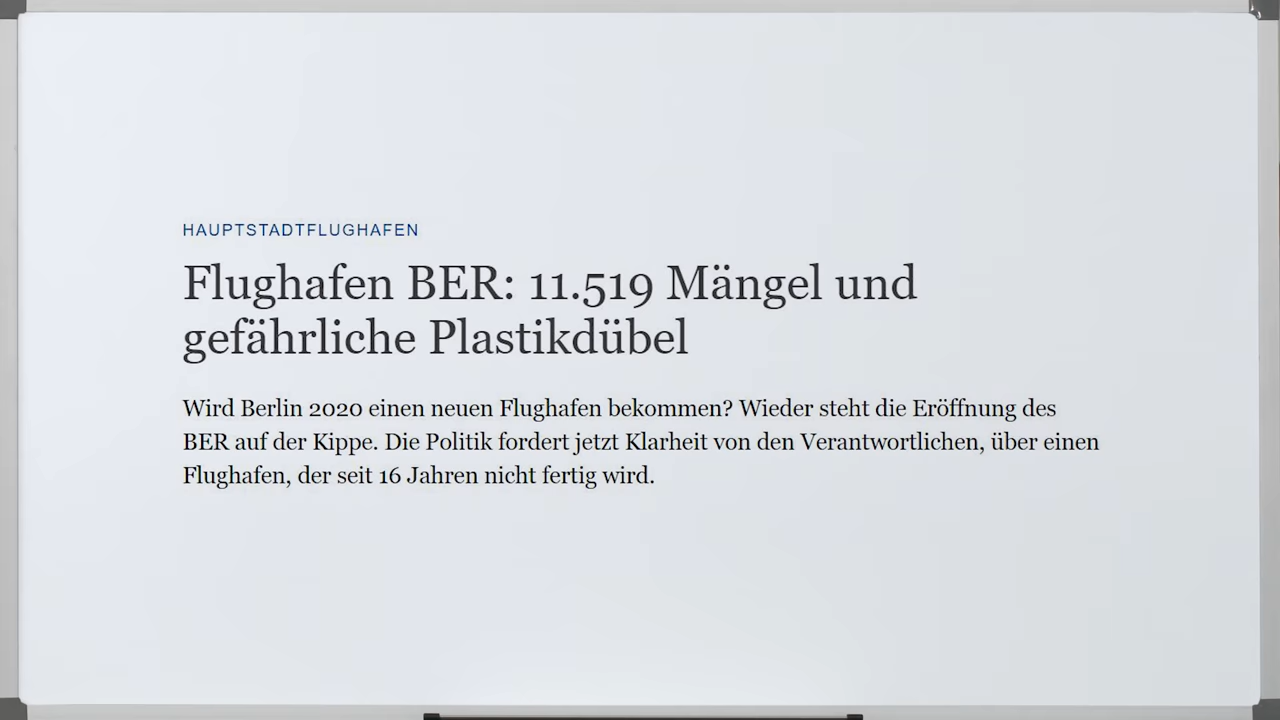 HAUPTSTADTFLUGHAFEN
Flughafen BER: 11.519 Mängel und
gefährliche Plastikdübel
Wird Berlin 2020 einen neuen Flughafen bekommen? Wieder steht die Eröffnung des
BER auf der Kippe. Die Politik fordert jetzt Klarheit von den Verantwortlichen, über einen
Flughafen, der seit 16 Jahren nicht fertig wird.